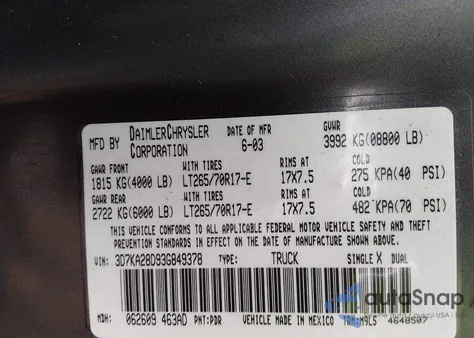 MFD BY DAIMLERCHRYSLER CORPORATION DATE OF MFR 6-03 GVWR 3992 KG(08800 LB)
GAWR FRONT WITH TIRES RIMS AT COLD
1815 KG(4000 LB) LT265/70R17-E 17X7.5 275 KPA(40 PSI)
GAWR REAR WITH TIRES RIMS AT COLD
2722 KG(6000 LB) LT265/70R17-E 17X7.5 482 KPA(70 PSI)
THIS VEHICLE CONFORMS TO ALL APPLICABLE FEDERAL MOTOR VEHICLE SAFETY AND THEFT
PREVENTION STANDARDS IN EFFECT ON THE DATE OF MANUFACTURE SHOWN ABOVE.
VIN: 3D7KA28D93G849378 TYPE: TRUCK SINGLE X DUAL
MDH: 062609 463AD PNT:PDR VEHICLE MADE IN MEXICO TRM:M9L5 4648507
autoSnap